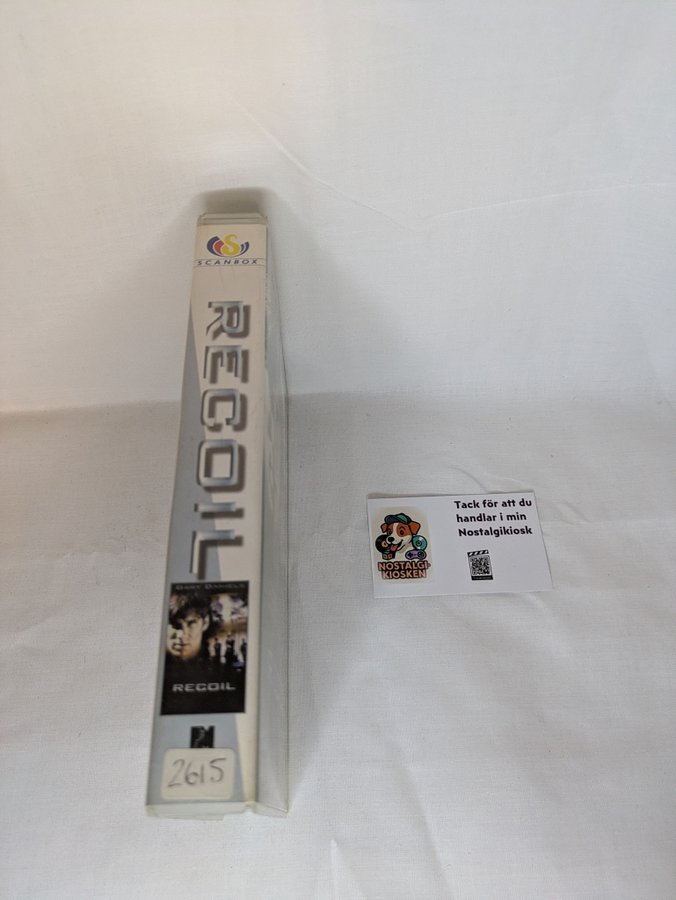 SCANBOX
RECOIL
GARY DANIELS
RECOIL
2615
Tack för att du
handlar i min
Nostalgikiosk
NOSTALGI-
KIOSKEN